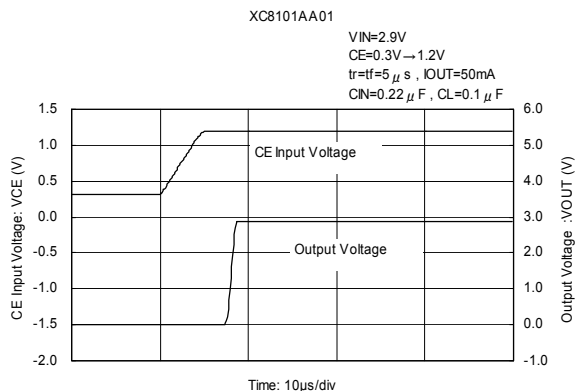 XC8101AA01
VIN=2.9V
CE=0.3V→1.2V
tr=tf=5 μ s , IOUT=50mA
CIN=0.22 μ F , CL=0.1 μ F
CE Input Voltage: VCE (V)
1.5
1.0
0.5
0.0
-0.5
-1.0
-1.5
-2.0
CE Input Voltage
Output Voltage
6.0
5.0
4.0
3.0
2.0
1.0
0.0
-1.0
Output Voltage :VOUT (V)
Time: 10μs/div